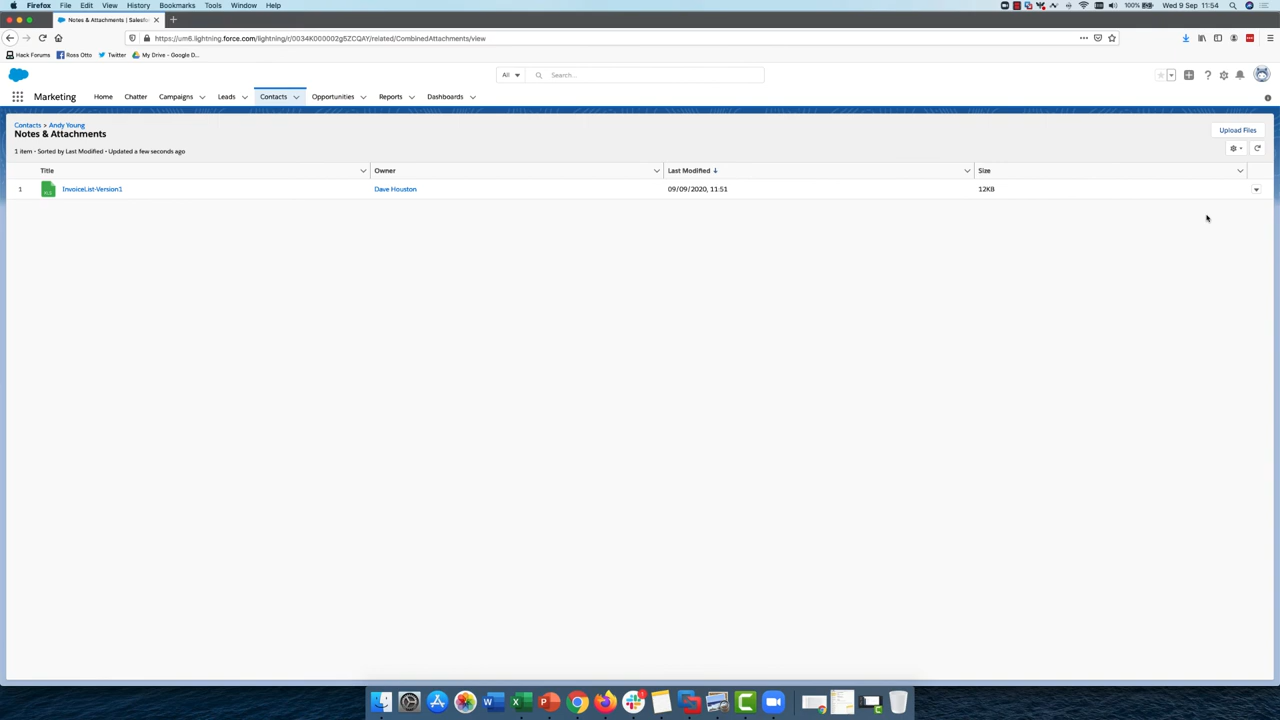 Firefox File Edit View History Bookmarks Tools Window Help 100% Wed 9 Sep 11:54
Notes & Attachments | Salesfor
https://um6.lightning.force.com/lightning/r/0034K000002g5ZCQAY/related/CombinedAttachments/view
Hack Forums Ross Otto Twitter My Drive - Google D...
All Search...
Marketing Home Chatter Campaigns Leads Contacts Opportunities Reports Dashboards
Contacts > Andy Young
Notes & Attachments
Upload Files
1 item • Sorted by Last Modified • Updated a few seconds ago
Title Owner Last Modified Size
1 InvoiceList-Version1 Dave Houston 09/09/2020, 11:51 12KB